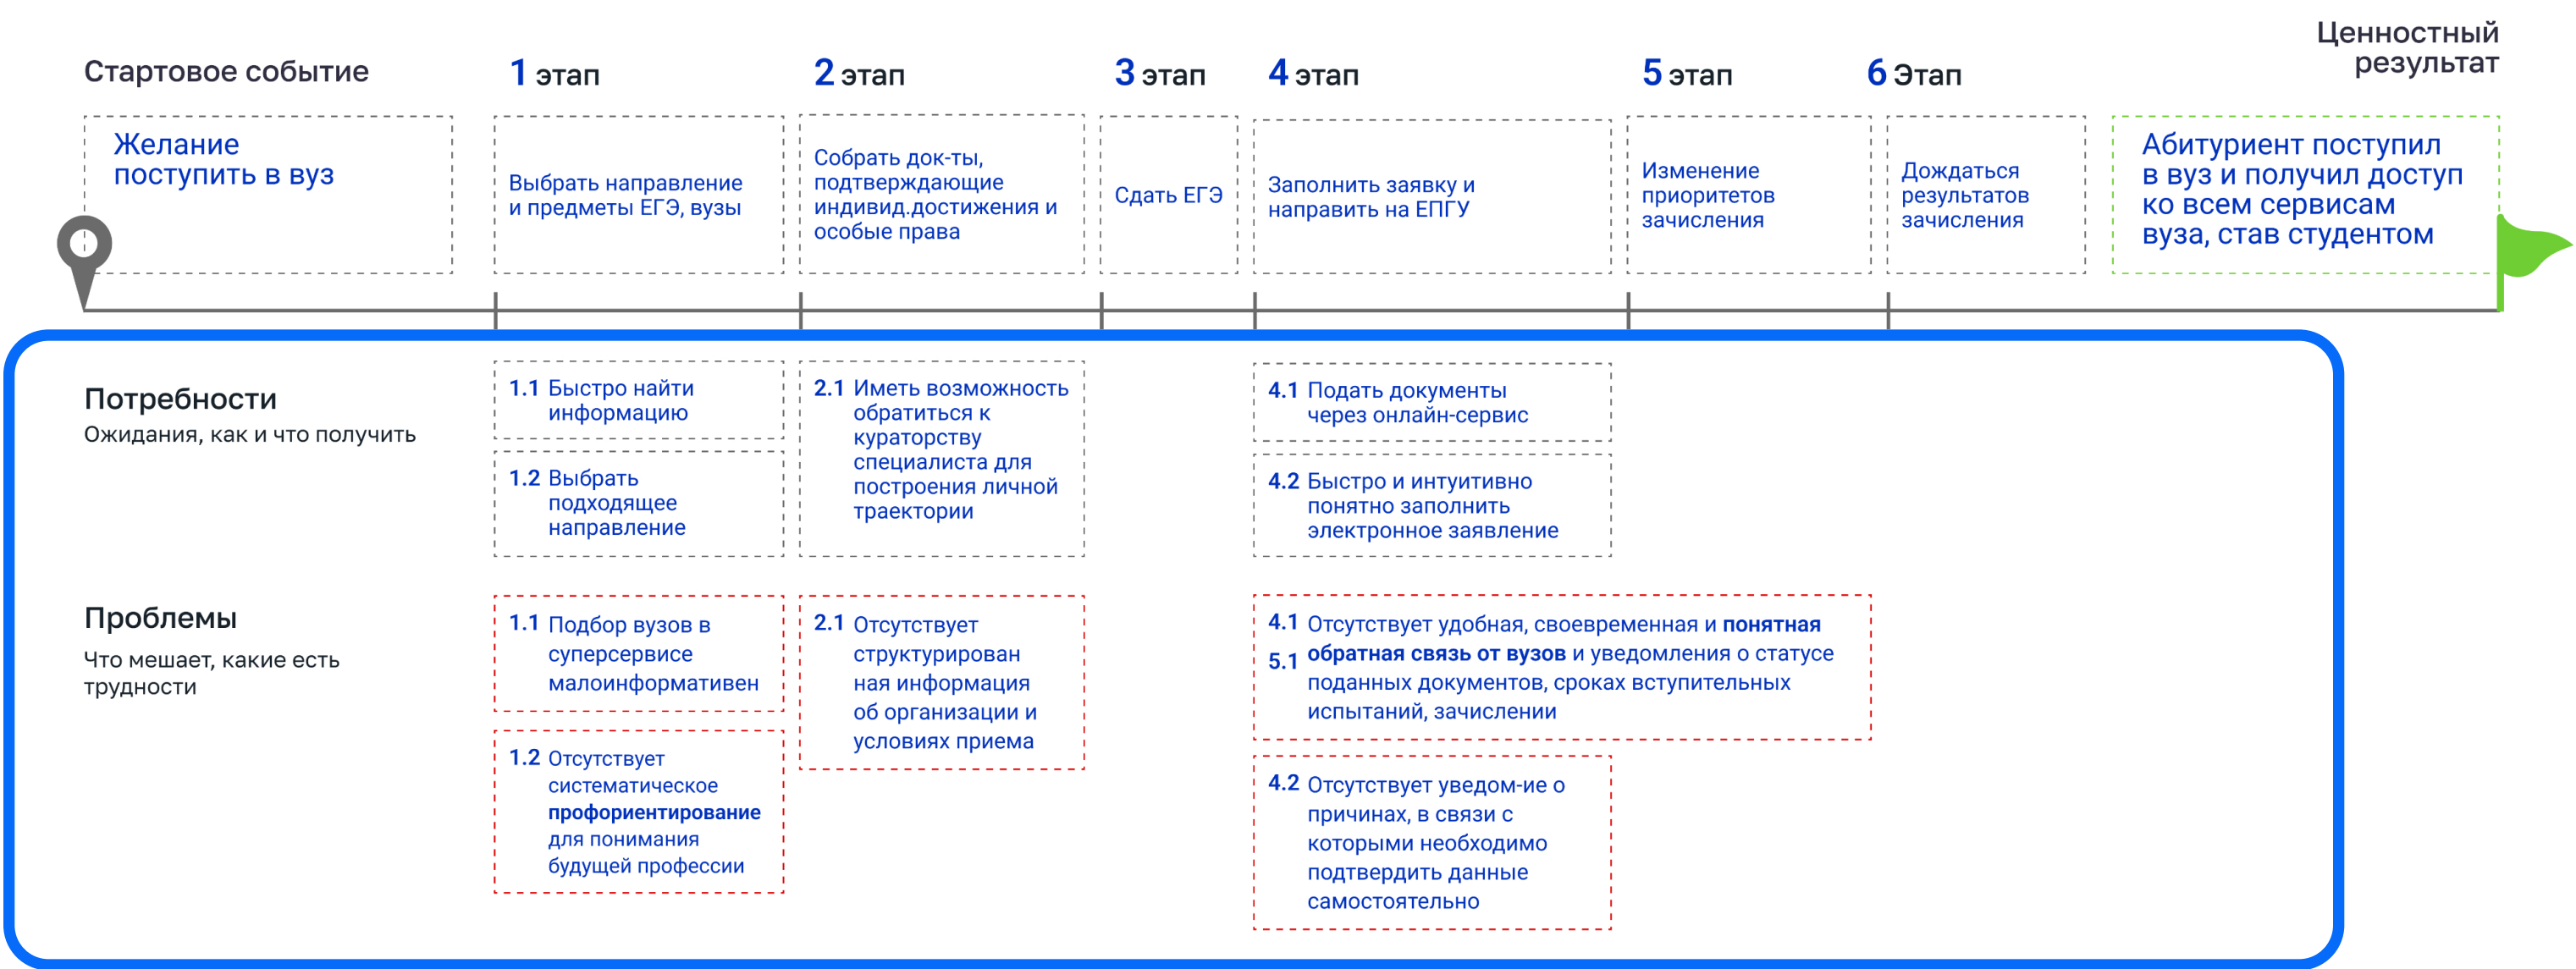 Стартовое событие
1 этап
2 этап
3 этап
4 этап
5 этап
6 Этап
Ценностный
результат
Желание
поступить в вуз
Выбрать направление
и предметы ЕГЭ, вузы
Собрать док-ты,
подтверждающие
индивид.достижения и
особые права
Сдать ЕГЭ
Заполнить заявку и
направить на ЕПГУ
Изменение
приоритетов
зачисления
Дождаться
результатов
зачисления
Абитуриент поступил
в вуз и получил доступ
ко всем сервисам
вуза, став студентом
Потребности
Ожидания, как и что получить
1.1 Быстро найти
информацию
1.2 Выбрать
подходящее
направление
2.1 Иметь возможность
обратиться к
кураторству
специалиста для
построения личной
траектории
4.1 Подать документы
через онлайн-сервис
4.2 Быстро и интуитивно
понятно заполнить
электронное заявление
Проблемы
Что мешает, какие есть
трудности
1.1 Подбор вузов в
суперсервисе
малоинформативен
1.2 Отсутствует
систематическое
профориентирование
для понимания
будущей профессии
2.1 Отсутствует
структурирован
ная информация
об организации и
условиях приема
4.1 Отсутствует удобная, своевременная и понятная
5.1 обратная связь от вузов и уведомления о статусе
поданных документов, сроках вступительных
испытаний, зачислении
4.2 Отсутствует уведом-ие о
причинах, в связи с
которыми необходимо
подтвердить данные
самостоятельно